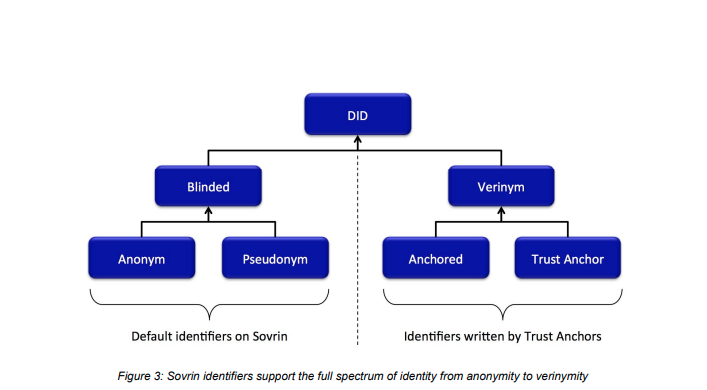 DID
Blinded
Verinym
Anonym
Pseudonym
Anchored
Trust Anchor
Default identifiers on Sovrin
Identifiers written by Trust Anchors
Figure 3: Sovrin identifiers support the full spectrum of identity from anonymity to verinymity